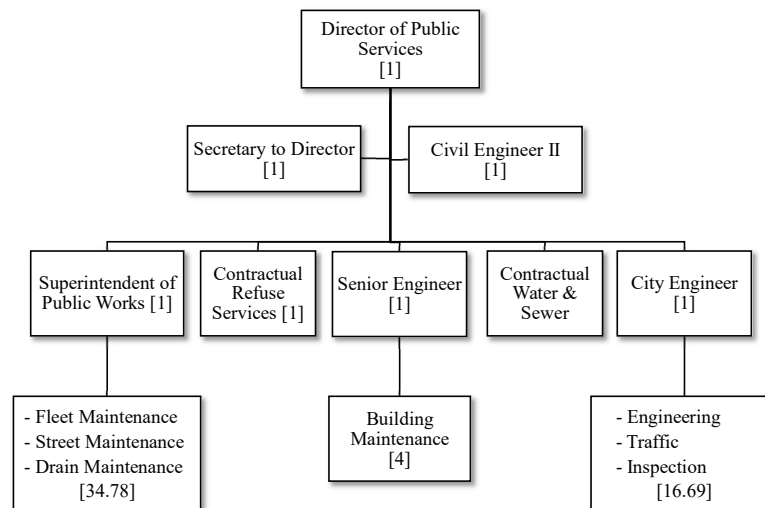 Director of Public
Services
[1]
Secretary to Director
[1]
Civil Engineer II
[1]
Superintendent of
Public Works [1]
Contractual
Refuse
Services [1]
Senior Engineer
[1]
Contractual
Water &
Sewer
City Engineer
[1]
- Fleet Maintenance
- Street Maintenance
- Drain Maintenance
[34.78]
Building
Maintenance
[4]
- Engineering
- Traffic
- Inspection
[16.69]